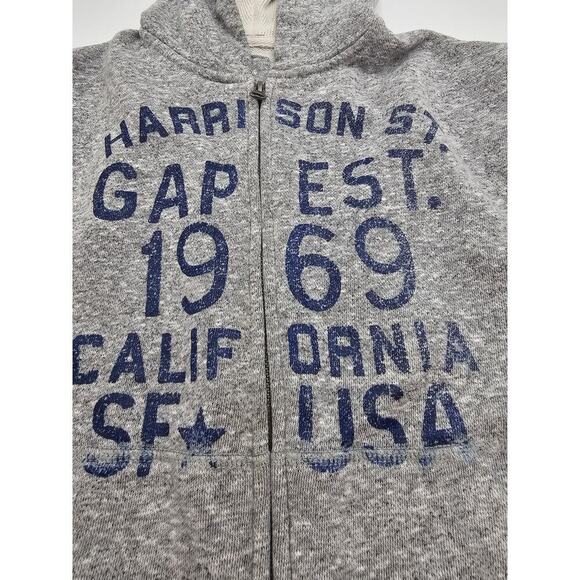 HARRISON ST.
GAP EST.
1969
CALIFORNIA
SF★ USA